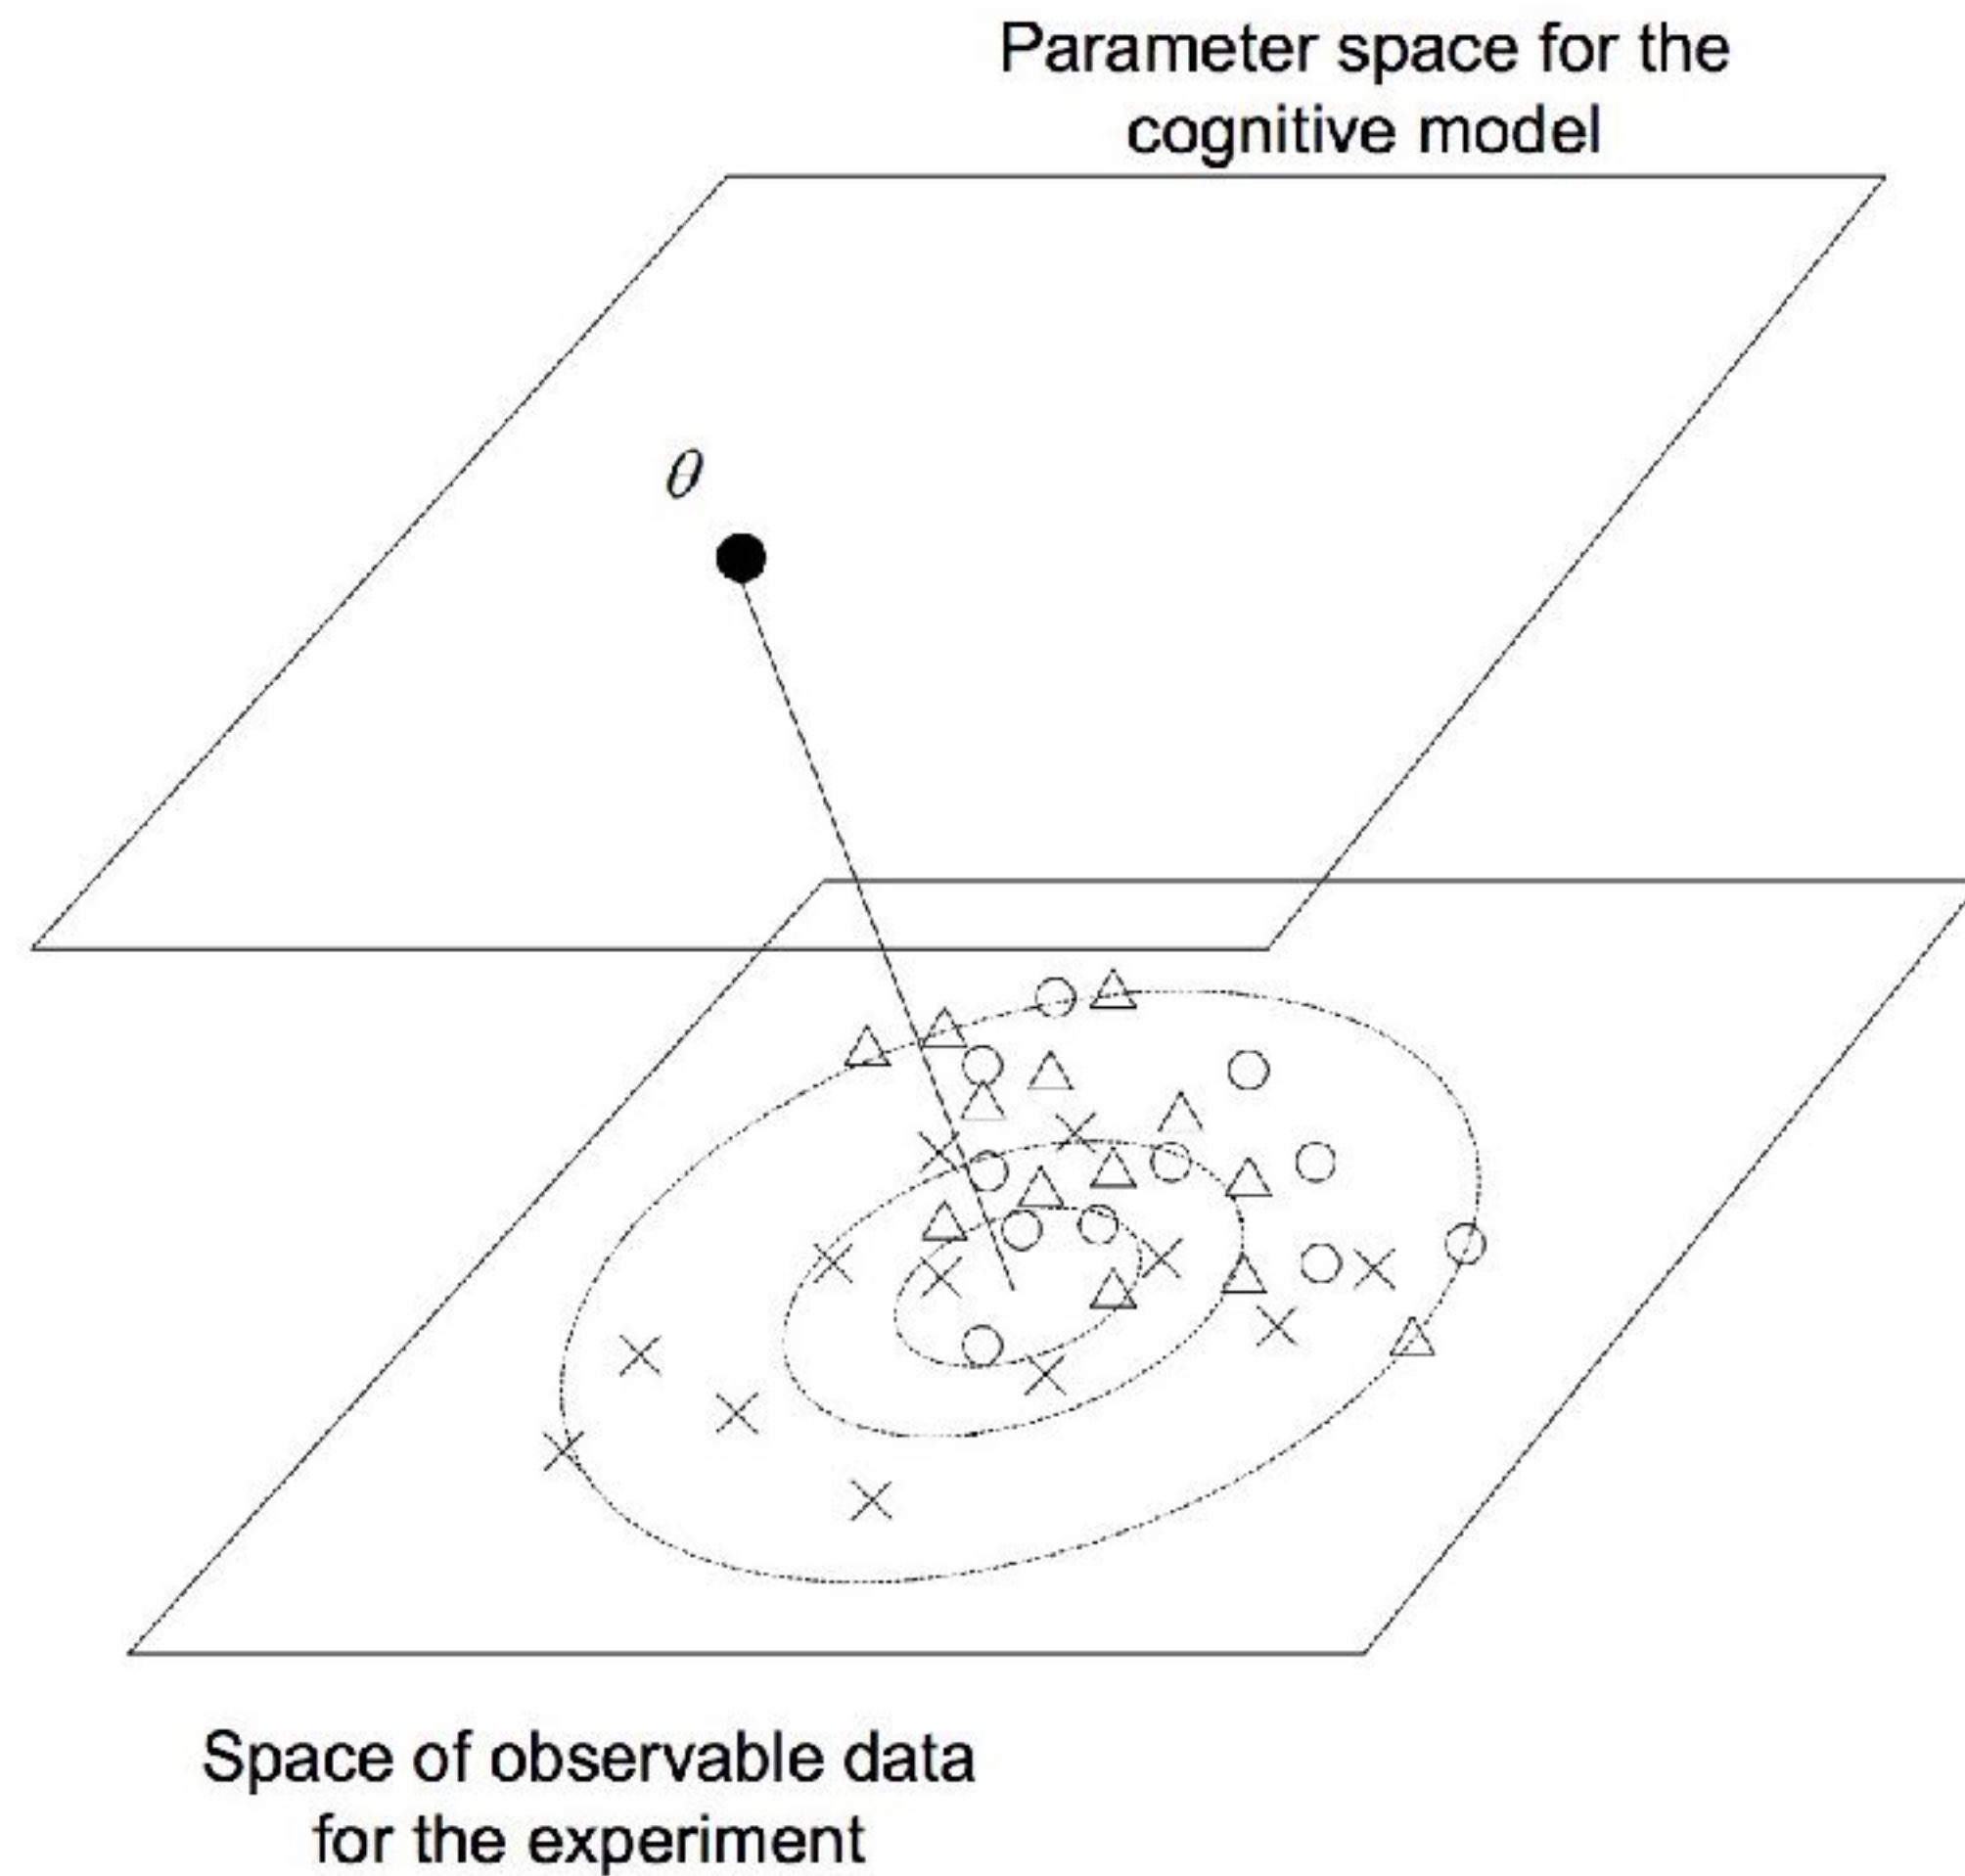 Parameter space for the
cognitive model
θ
Space of observable data
for the experiment